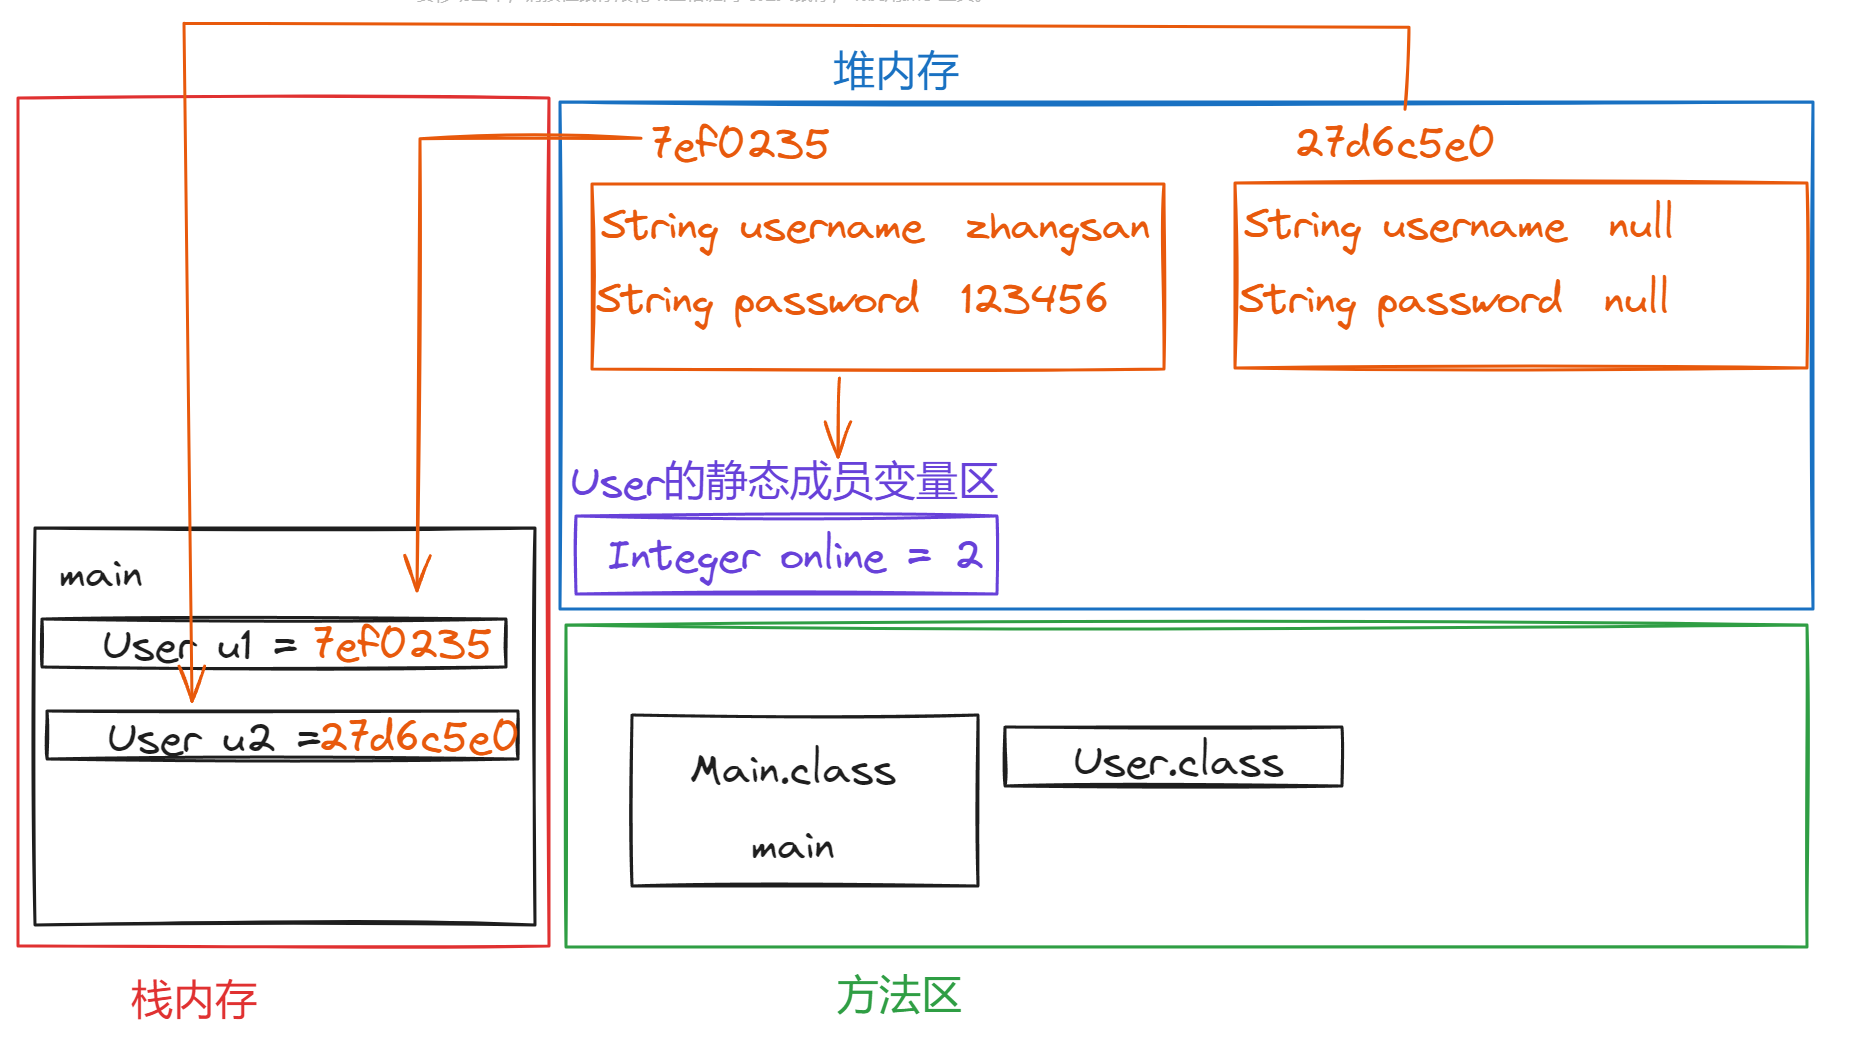 堆内存
7ef0235
27d6c5e0
String username zhangsan
String password 123456
String username null
String password null
User的静态成员变量区
Integer online = 2
main
User u1 = 7ef0235
User u2 =27d6c5e0
Main.class
main
User.class
栈内存
方法区